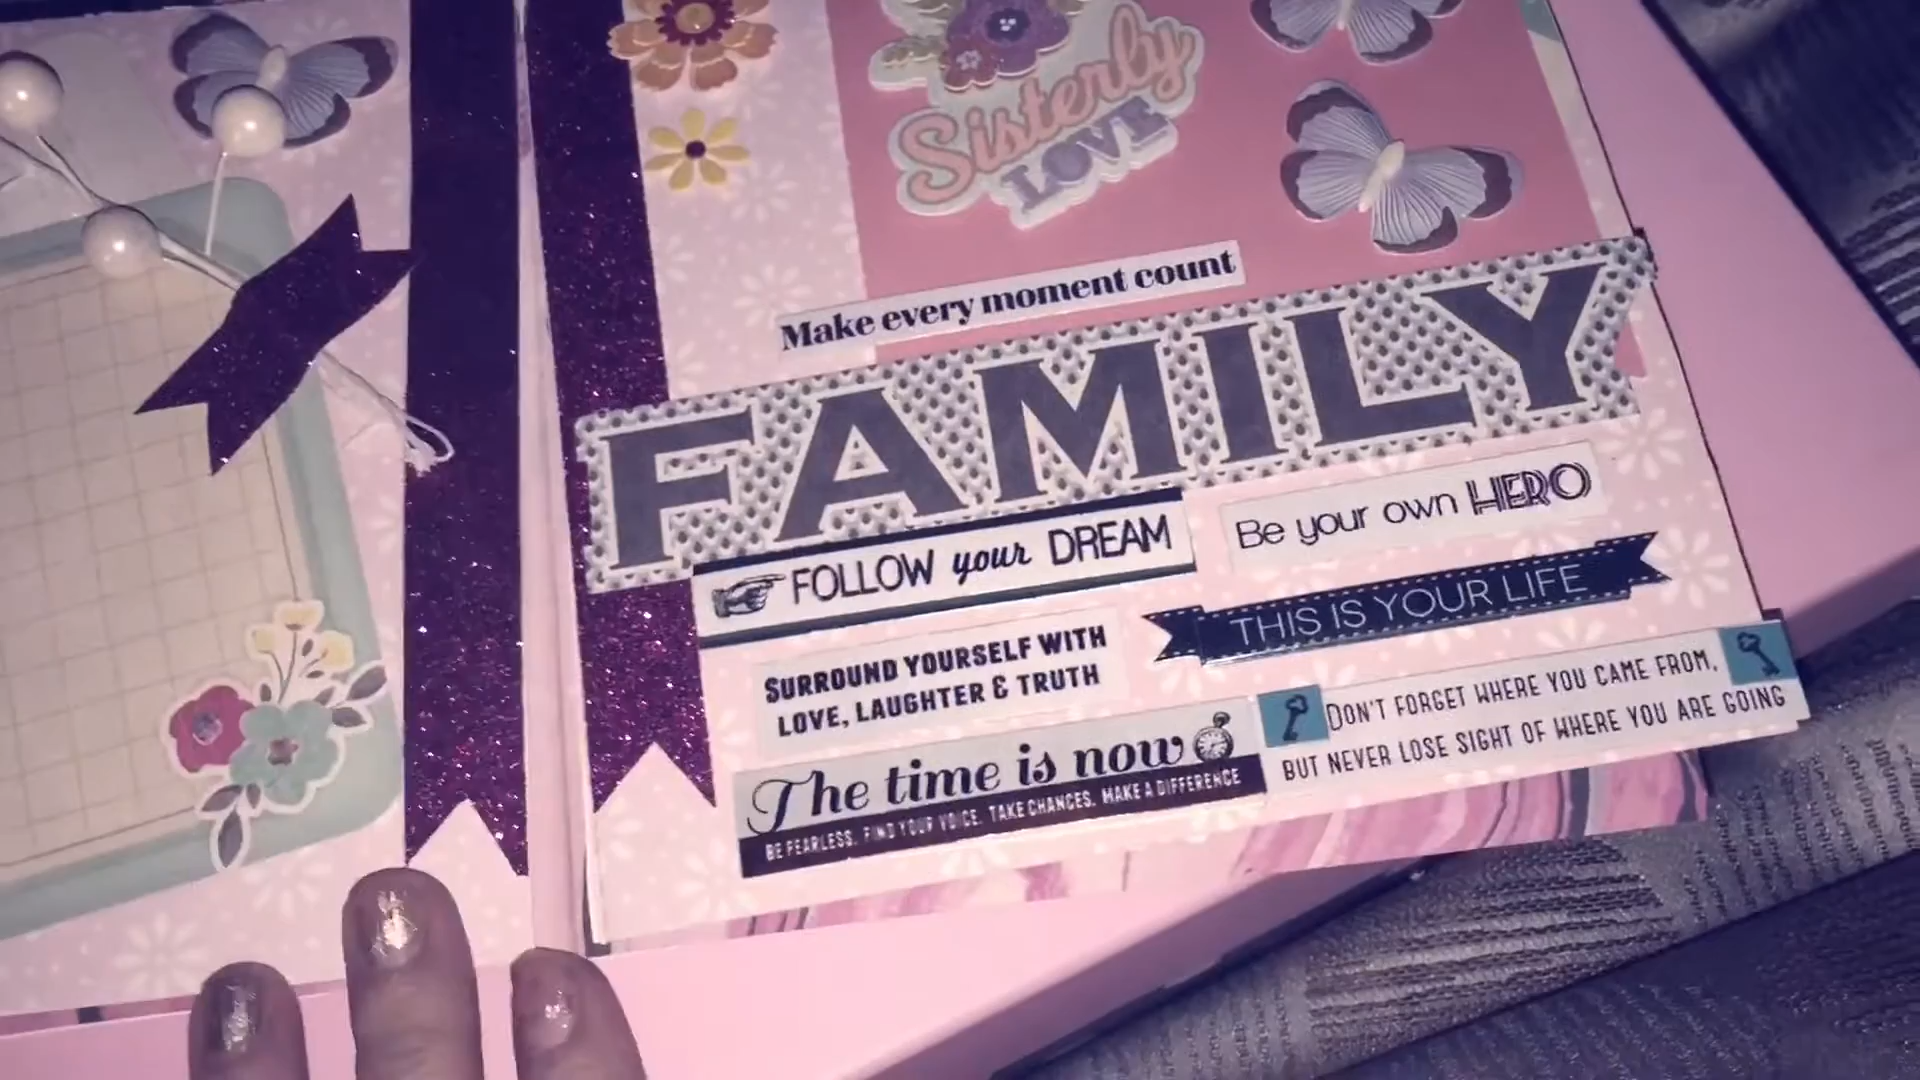 Sisterly
LOVE
Make every moment count
FAMILY
FOLLOW your DREAM
Be your own HERO
THIS IS YOUR LIFE
SURROUND YOURSELF WITH
LOVE, LAUGHTER & TRUTH
DON'T FORGET WHERE YOU CAME FROM,
BUT NEVER LOSE SIGHT OF WHERE YOU ARE GOING
The time is now
BE FEARLESS. FIND YOUR VOICE. TAKE CHANCES. MAKE A DIFFERENCE